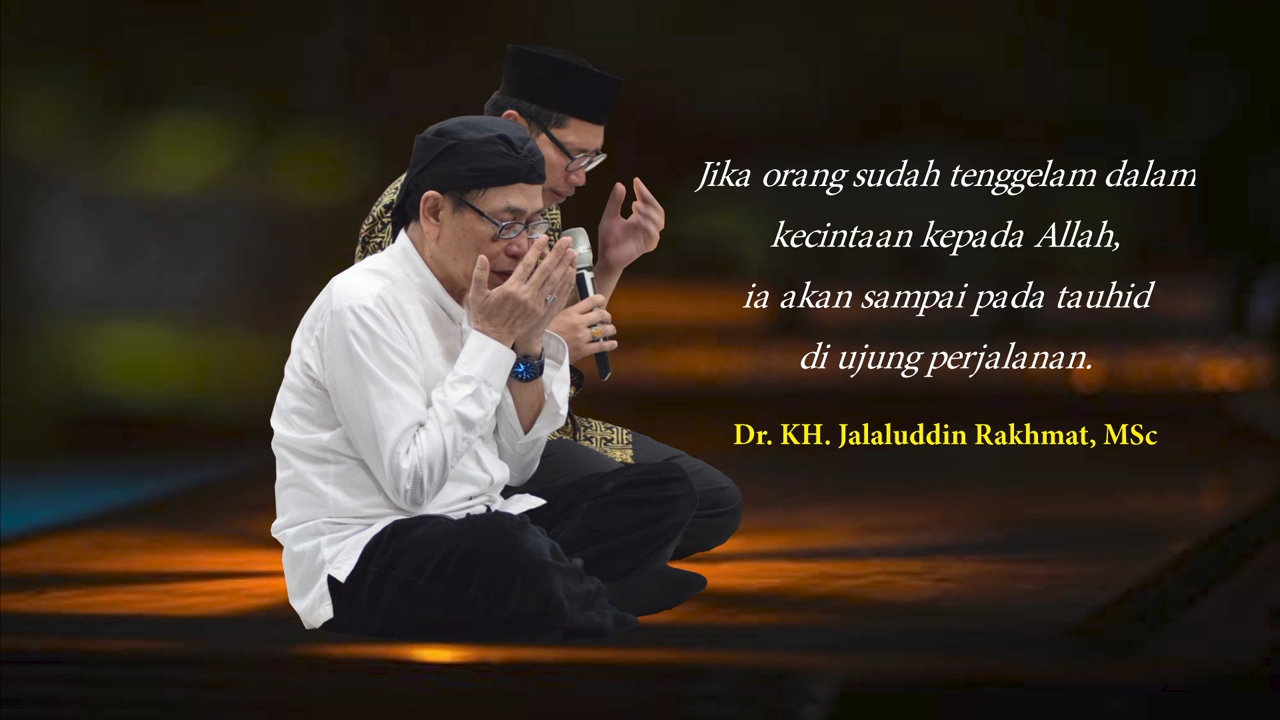 Jika orang sudah tenggelam dalam
kecintaan kepada Allah,
ia akan sampai pada tauhid
di ujung perjalanan.
Dr. KH. Jalaluddin Rakhmat, MSc